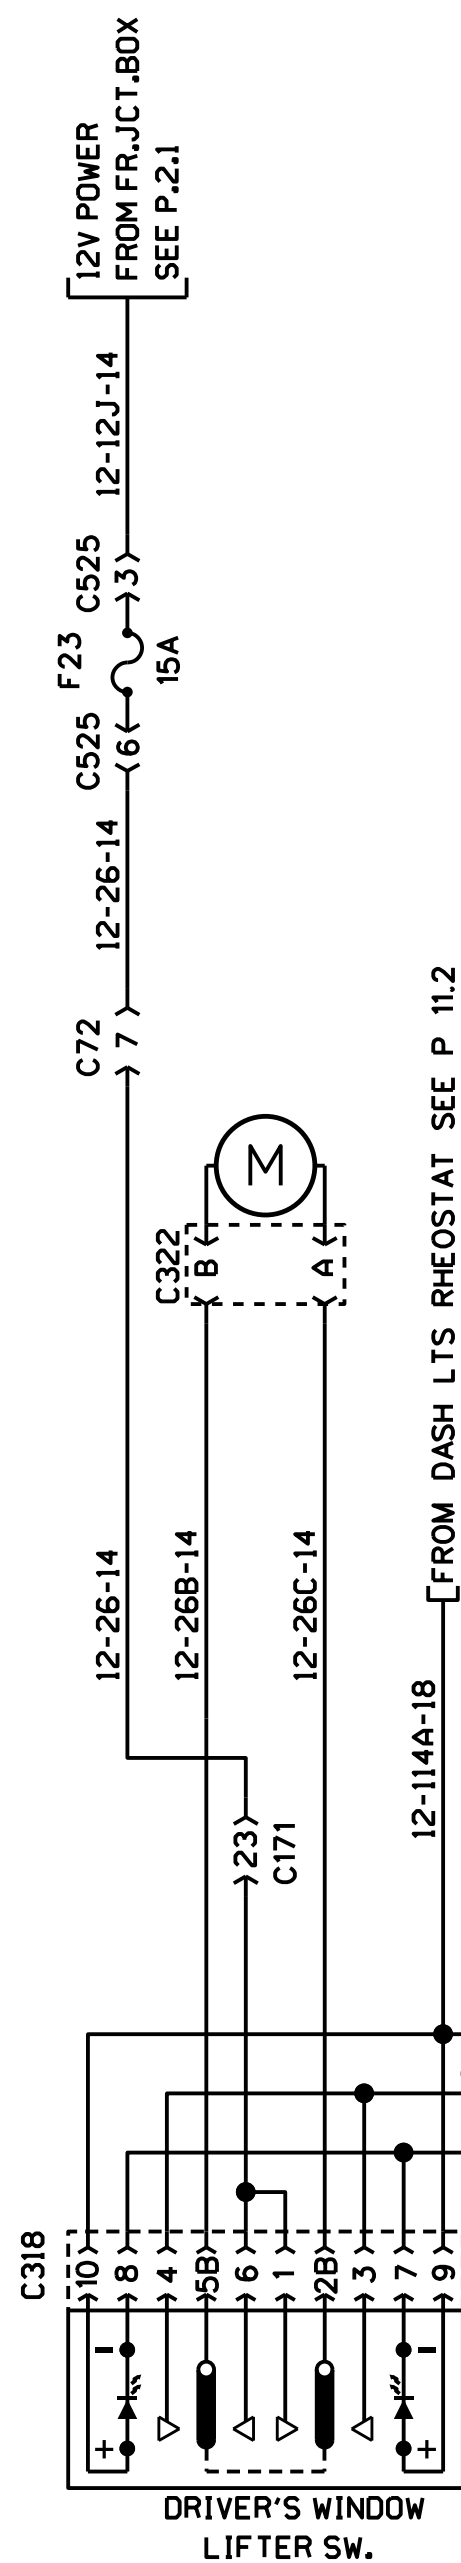 12V POWER
FROM FR.JCT.BOX
SEE P.2.1
12-12J-14
C525
3
F23
15A
C525
6
12-26-14
C72
7
M
C322
B
A
FROM DASH LTS RHEOSTAT SEE P 11.2
12-26-14
12-26B-14
12-26C-14
12-114A-18
23
C171
C318
10
8
4
5B
6
1
2B
3
7
9
-
+
-
+
DRIVER'S WINDOW
LIFTER SW.